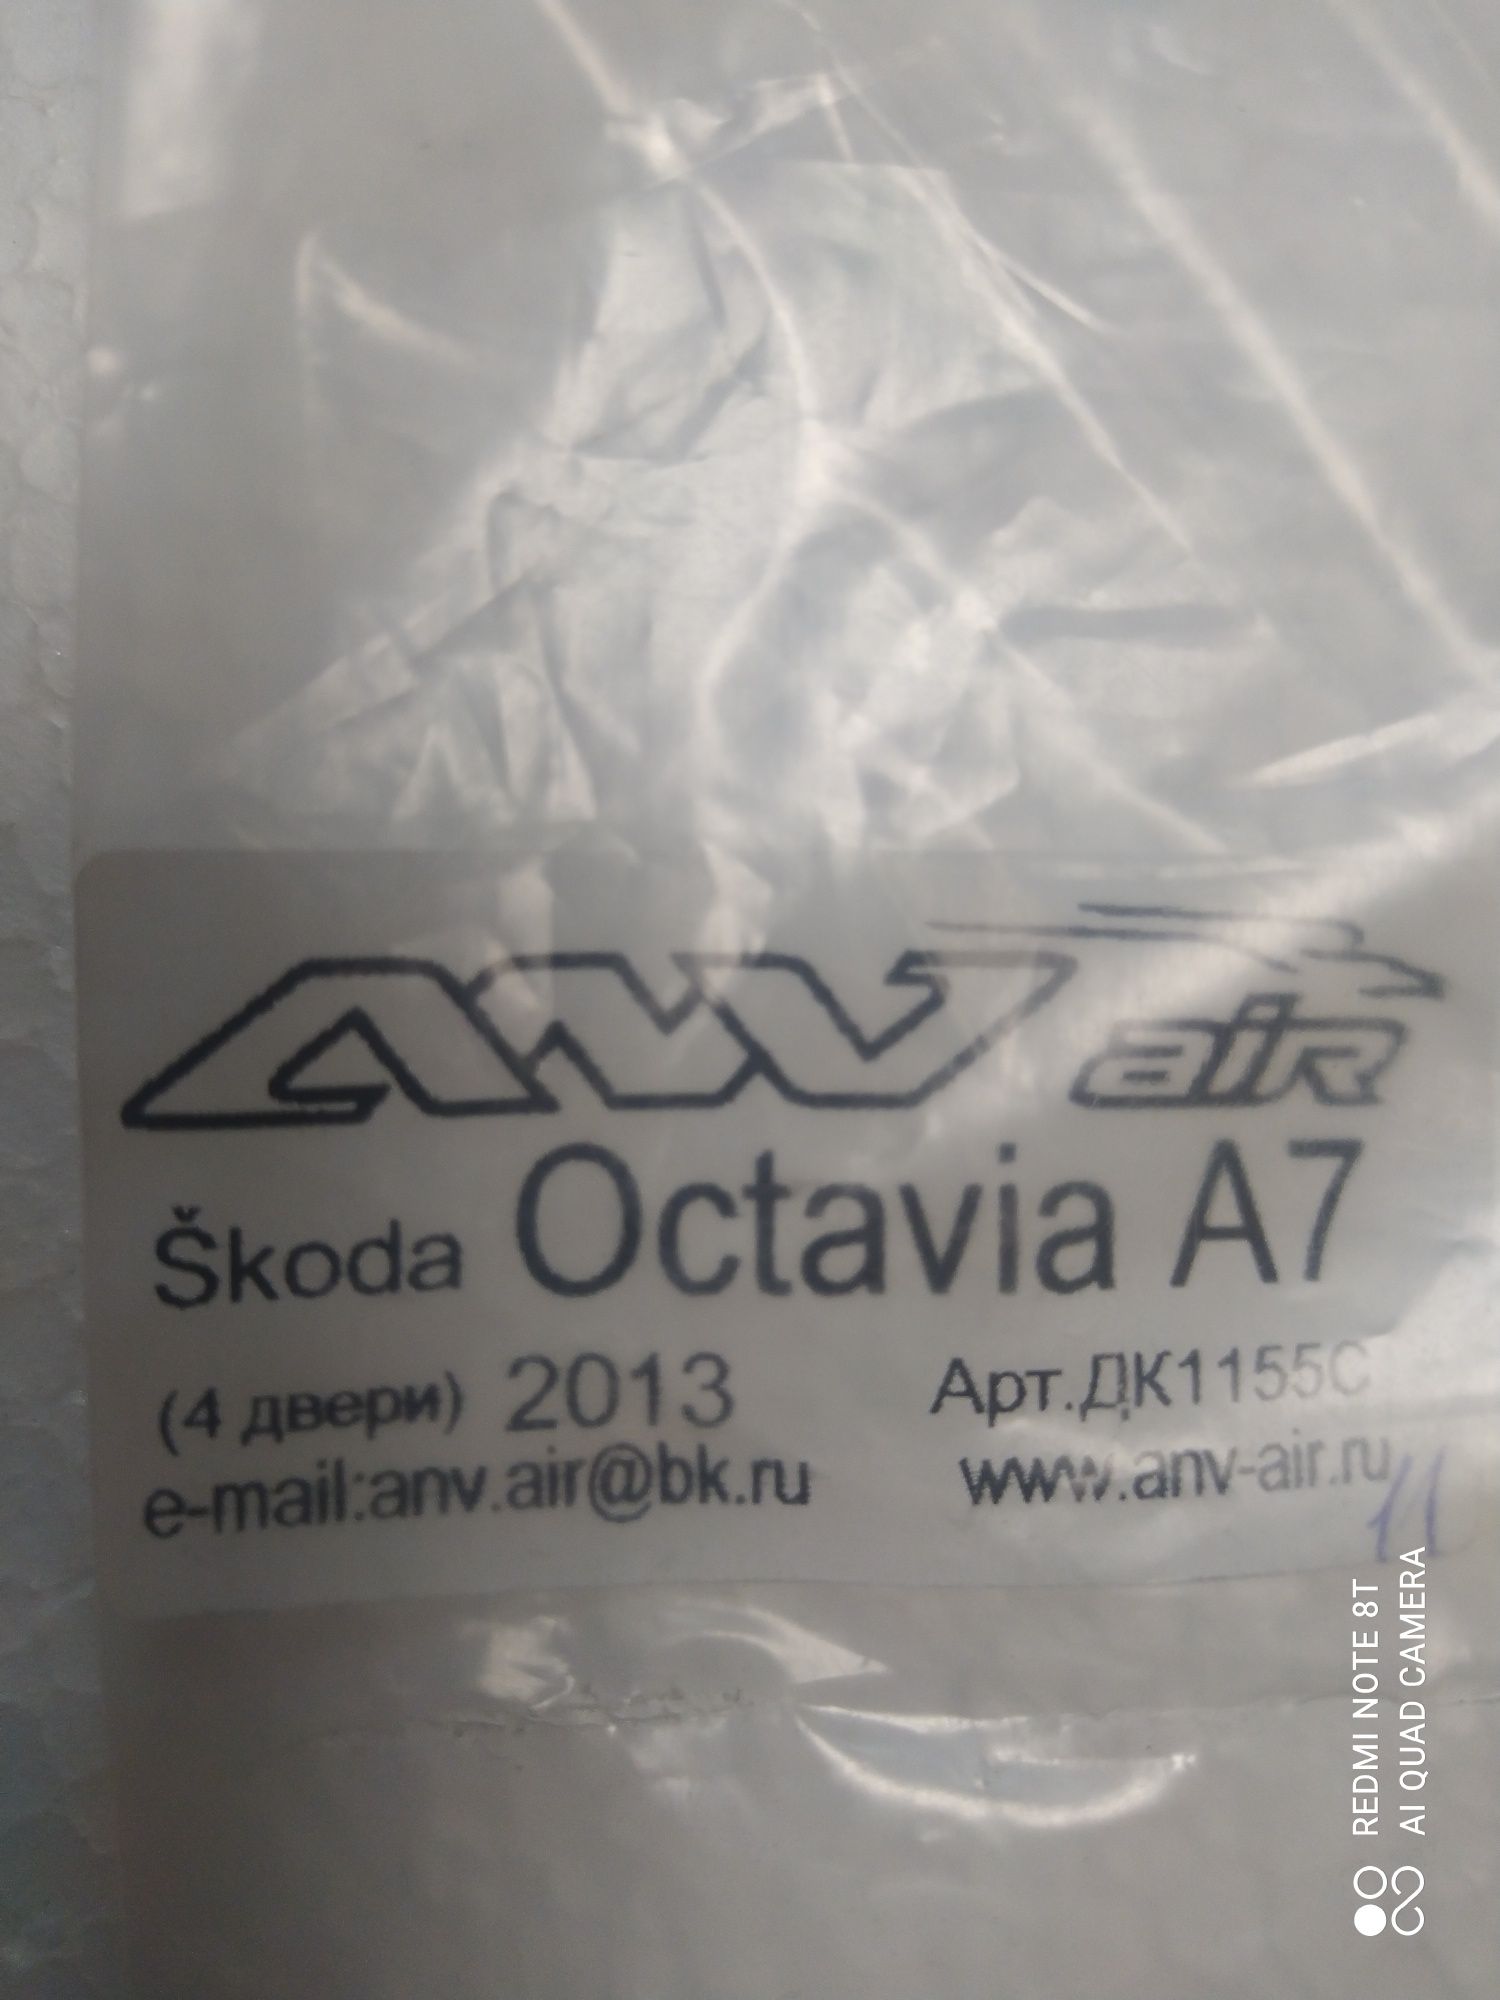 ANV air
Škoda Octavia A7
(4 двери) 2013 Арт.ДК1155С
e-mail:anv.air@bk.ru www.anv-air.ru
11
REDMI NOTE 8T
AI QUAD CAMERA